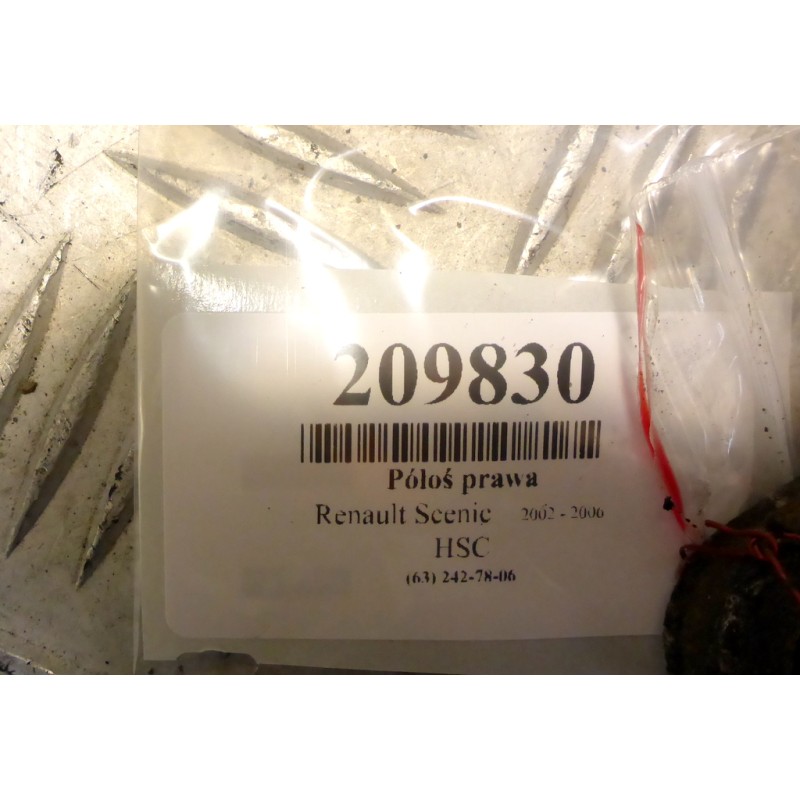 209830
Półoś prawa
Renault Scenic 2002 - 2006
HSC
(63) 242-78-06